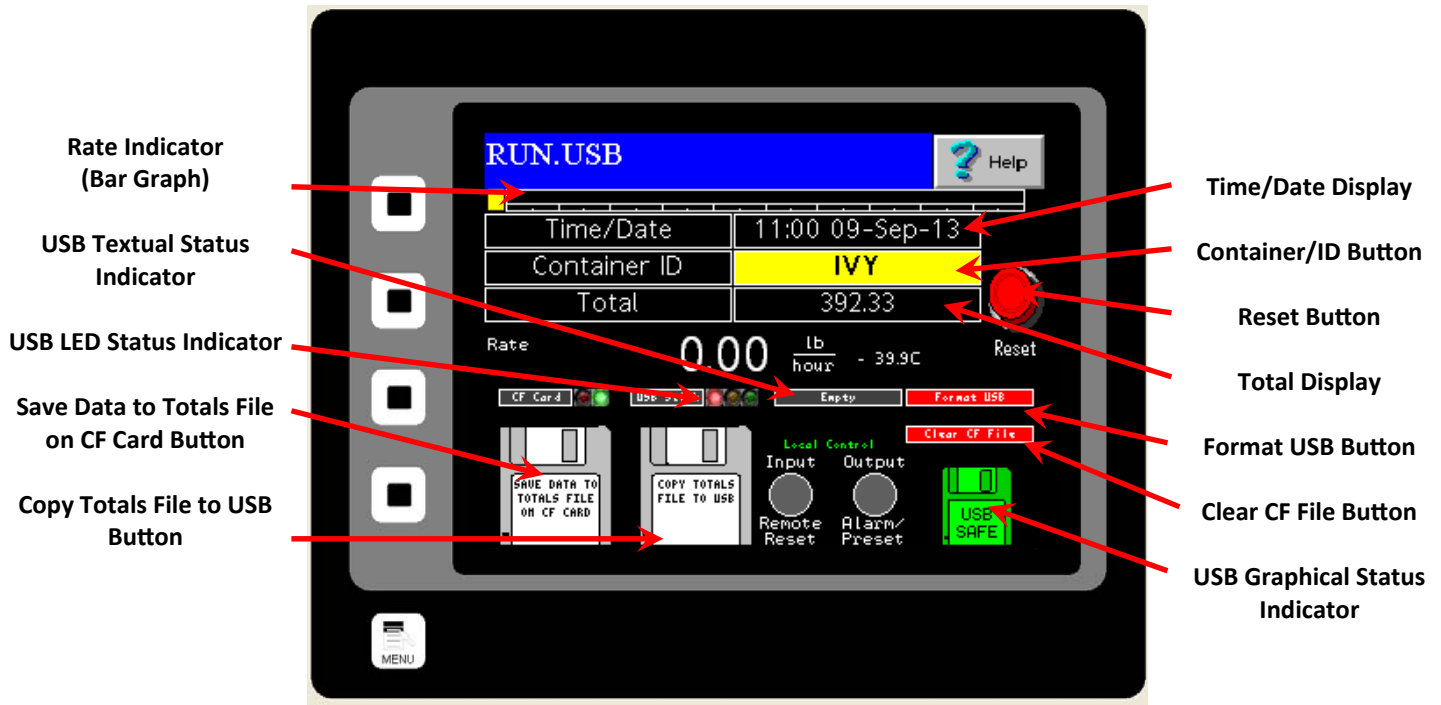 Rate Indicator
(Bar Graph)
USB Textual Status
Indicator
USB LED Status Indicator
Save Data to Totals File
on CF Card Button
Copy Totals File to USB
Button
RUN.USB
Help
Time/Date
11:00 09-Sep-13
Container ID
IVY
Total
392.33
Rate
0.00
lb
hour
- 39.9C
Reset
CF Card
USB
Empty
Format USB
Clear CF File
SAVE DATA TO
TOTALS FILE
ON CF CARD
COPY TOTALS
FILE TO USB
Local Control
Input
Output
Remote
Reset
Alarm/
Preset
USB
SAFE
MENU
Time/Date Display
Container/ID Button
Reset Button
Total Display
Format USB Button
Clear CF File Button
USB Graphical Status
Indicator